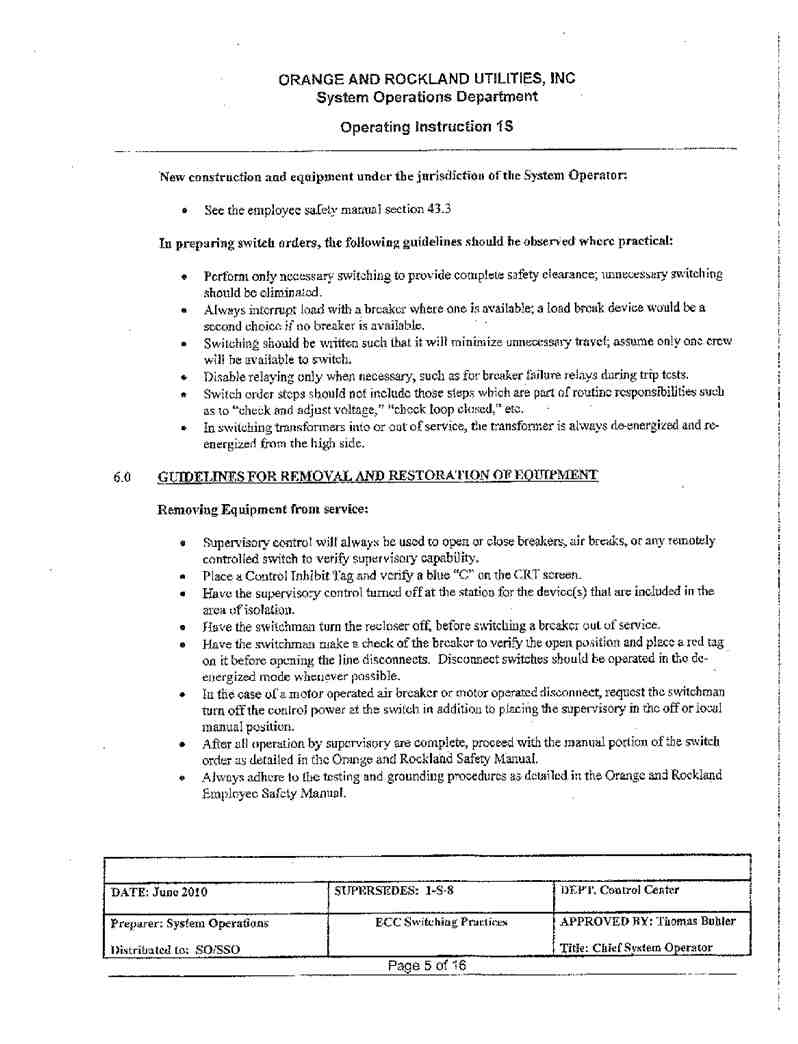 ORANGE AND ROCKLAND UTILITIES, INC
System Operations Department
Operating Instruction 1S
New construction and equipment under the jurisdiction of the System Operator:
• See the employee safety manual section 43.3
In preparing switch orders, the following guidelines should be observed where practical:
• Perform only necessary switching to provide complete safety clearance; unnecessary switching
should be eliminated.
• Always interrupt load with a breaker where one is available; a load break device would be a
second choice if no breaker is available.
• Switching should be written such that it will minimize unnecessary travel; assume only one crew
will be available to switch.
• Disable relaying only when necessary, such as for breaker failure relays during trip tests.
• Switch order steps should not include those steps which are part of routine responsibilities such
as to "check and adjust voltage," "check loop closed," etc.
• In switching transformers into or out of service, the transformer is always de-energized and re-
energized from the high side.
6.0 GUIDELINES FOR REMOVAL AND RESTORATION OF EQUIPMENT
Removing Equipment from service:
• Supervisory control will always be used to open or close breakers, air breaks, or any remotely
controlled switch to verify supervisory capability.
• Place a Control Inhibit Tag and verify a blue "C" on the CRT screen.
• Have the supervisory control turned off at the station for the device(s) that are included in the
area of isolation.
• Have the switchman turn the recloser off, before switching a breaker out of service.
• Have the switchman make a check of the breaker to verify the open position and place a red tag
on it before opening the line disconnects. Disconnect switches should be operated in the de-
energized mode whenever possible.
• In the case of a motor operated air breaker or motor operated disconnect, request the switchman
turn off the control power at the switch in addition to placing the supervisory in the off or local
manual position.
• After all operation by supervisory are complete, proceed with the manual portion of the switch
order as detailed in the Orange and Rockland Safety Manual.
• Always adhere to the testing and grounding procedures as detailed in the Orange and Rockland
Employee Safety Manual.
DATE: June 2010 SUPERSEDES: 1-S-8 DEPT. Control Center
Preparer: System Operations ECC Switching Practices APPROVED BY: Thomas Buhler
Distributed to: SO/SSO Title: Chief System Operator
Page 5 of 16